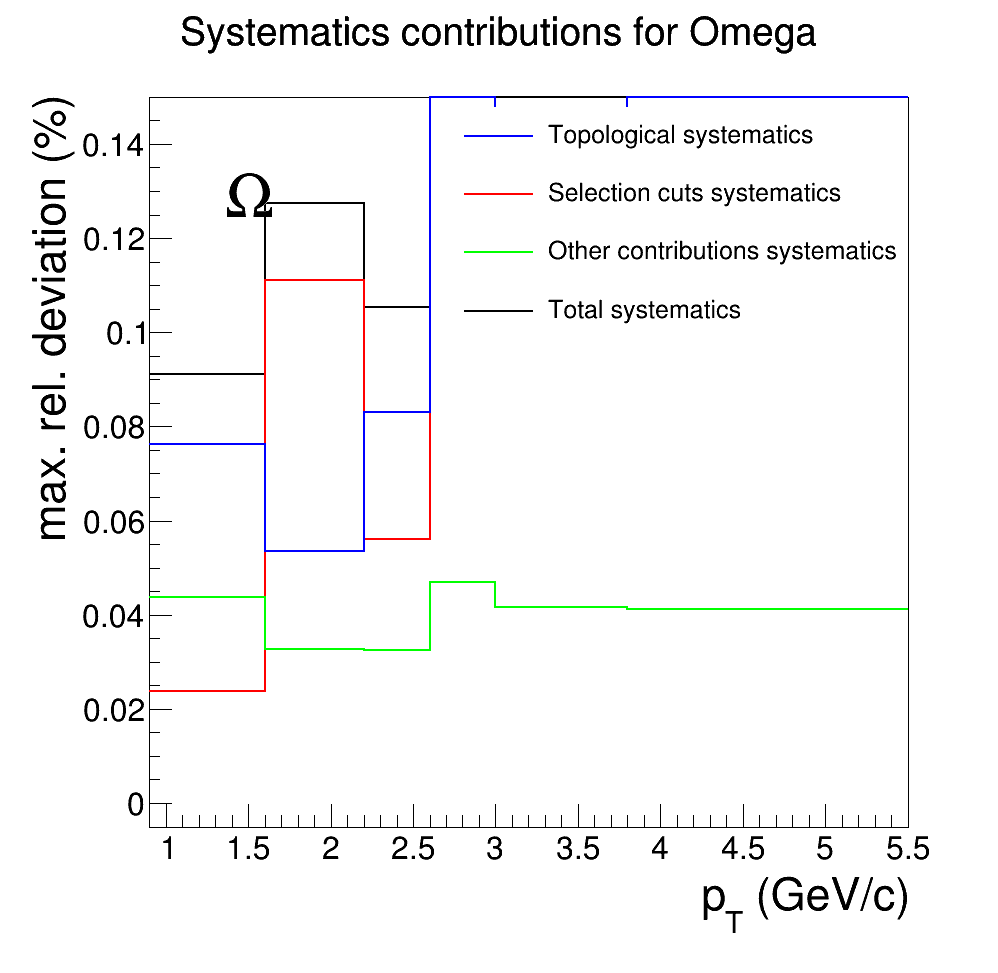 Systematics contributions for Omega
max. rel. deviation (%)
0.14
0.12
0.1
0.08
0.06
0.04
0.02
0
Ω
Topological systematics
Selection cuts systematics
Other contributions systematics
Total systematics
1 1.5 2 2.5 3 3.5 4 4.5 5 5.5
p_T (GeV/c)